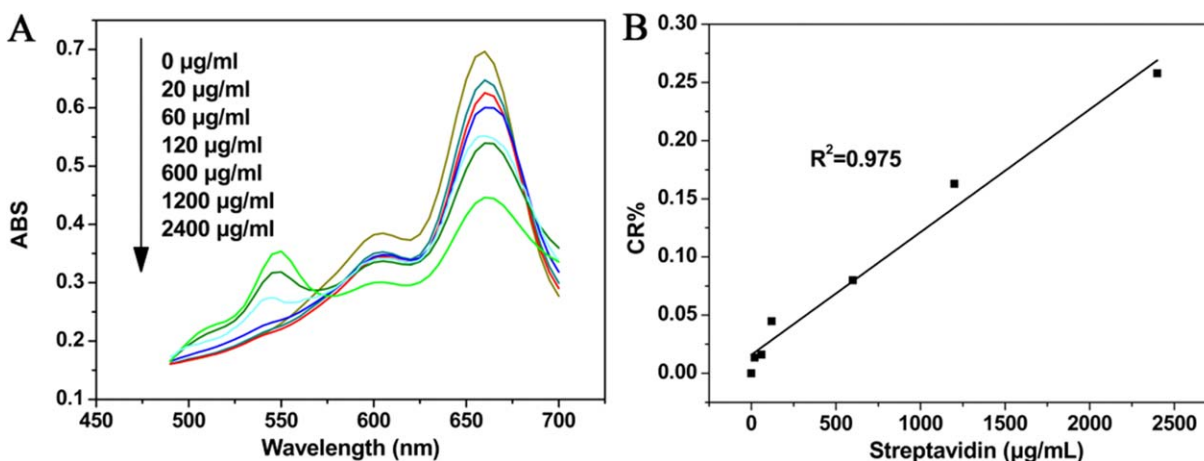 A
0.7
0.6
0.5
0.4
0.3
0.2
0.1
ABS
0 µg/ml
20 µg/ml
60 µg/ml
120 µg/ml
600 µg/ml
1200 µg/ml
2400 µg/ml
450 500 550 600 650 700
Wavelength (nm)
B
0.30
0.25
0.20
0.15
0.10
0.05
0.00
CR%
R²=0.975
0 500 1000 1500 2000 2500
Streptavidin (µg/mL)